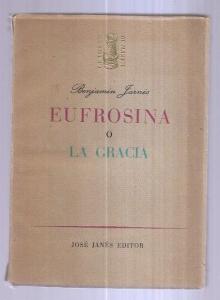 Benjamín Jarnés
EUFROSINA
O
LA GRACIA
JOSÉ JANÉS EDITOR